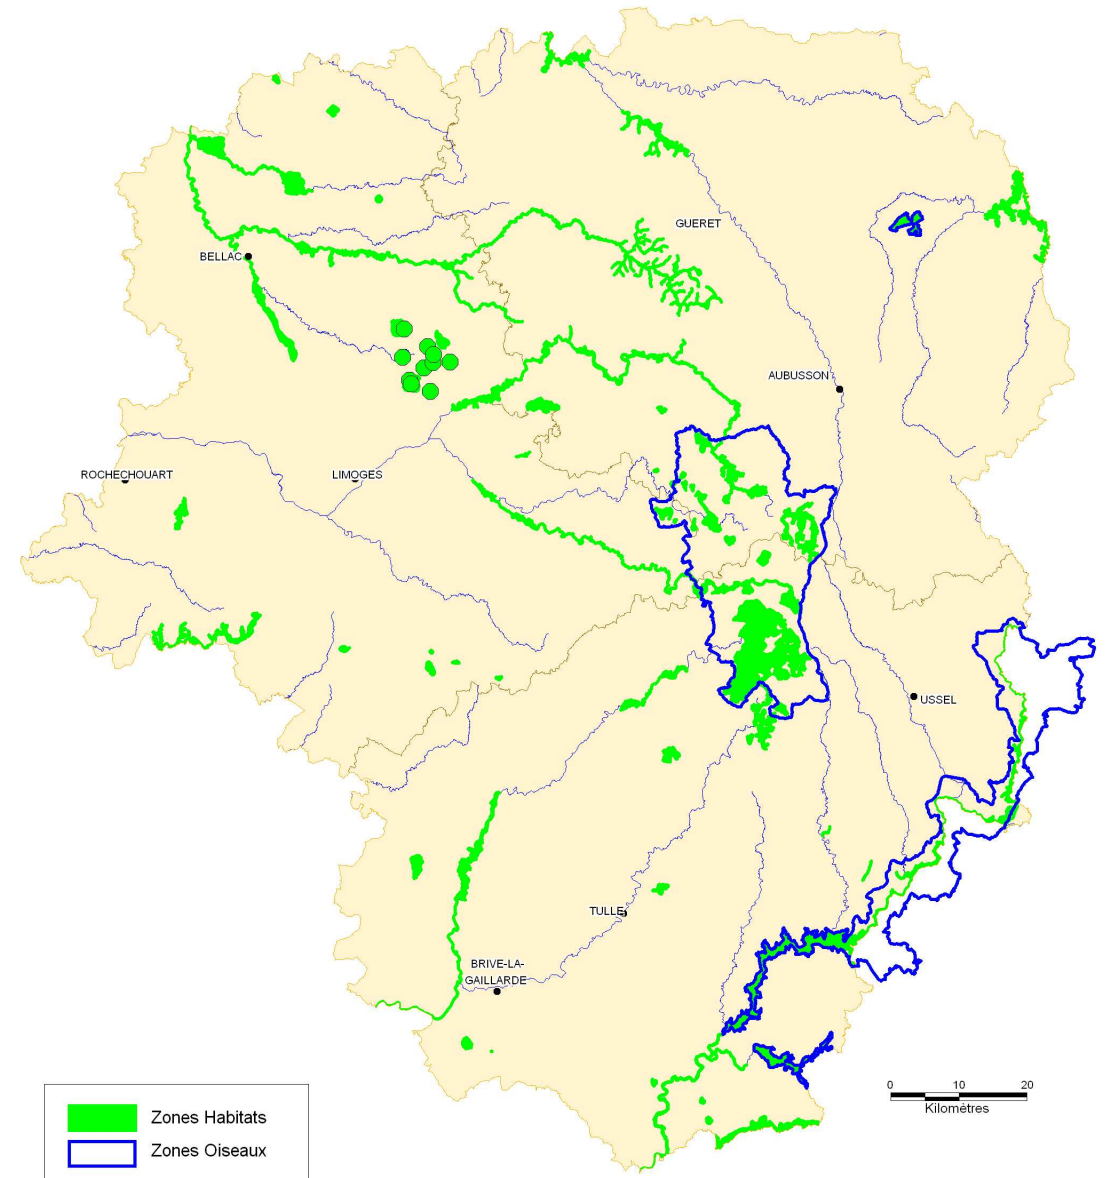 GUERET
BELLAC
AUBUSSON
ROCHECHOUART
LIMOGES
USSEL
TULLE
BRIVE-LA-
GAILLARDE
0 10 20
Kilomètres
Zones Habitats
Zones Oiseaux